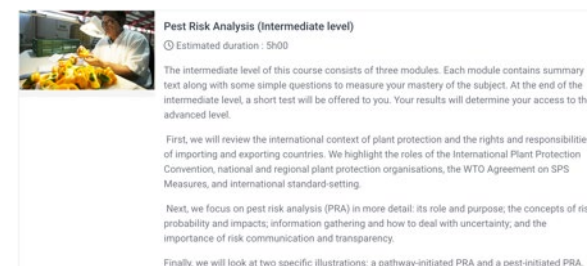 Pest Risk Analysis (Intermediate level)
Estimated duration : 5h00
The intermediate level of this course consists of three modules. Each module contains summary
text along with some simple questions to measure your mastery of the subject. At the end of the
intermediate level, a short test will be offered to you. Your results will determine your access to th
advanced level.
First, we will review the international context of plant protection and the rights and responsibilitie
of importing and exporting countries. We highlight the roles of the International Plant Protection
Convention, national and regional plant protection organisations, the WTO Agreement on SPS
Measures, and international standard-setting.
Next, we focus on pest risk analysis (PRA) in more detail: its role and purpose; the concepts of ris
probability and impacts; information gathering and how to deal with uncertainty; and the
importance of risk communication and transparency.
Finally, we will look at two specific illustrations: a pathway-initiated PRA and a pest-initiated PRA